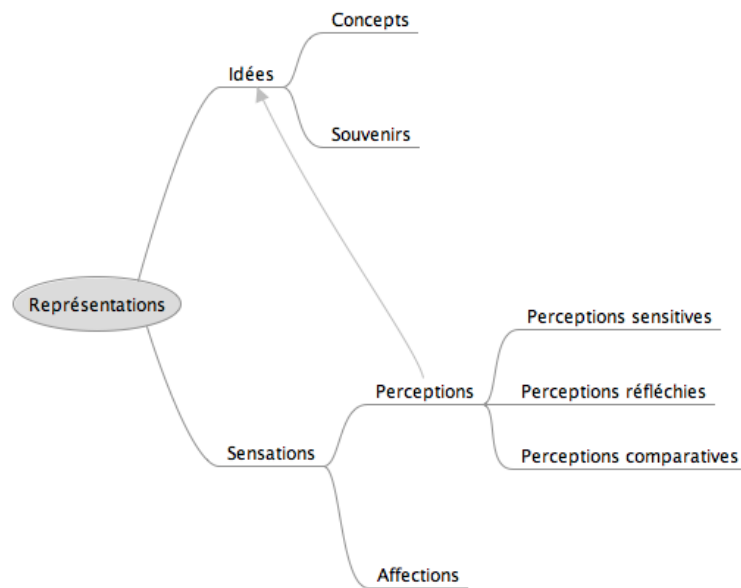 Concepts
Idées
Souvenirs
Représentations
Perceptions sensitives
Perceptions
Perceptions réfléchies
Sensations
Perceptions comparatives
Affections